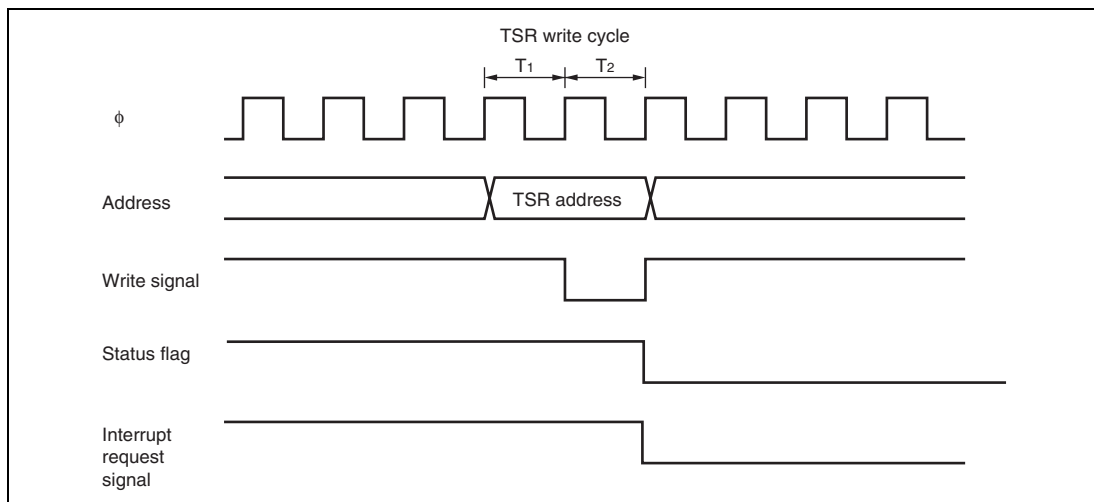 TSR write cycle
T1 T2
ϕ
Address
TSR address
Write signal
Status flag
Interrupt
request
signal